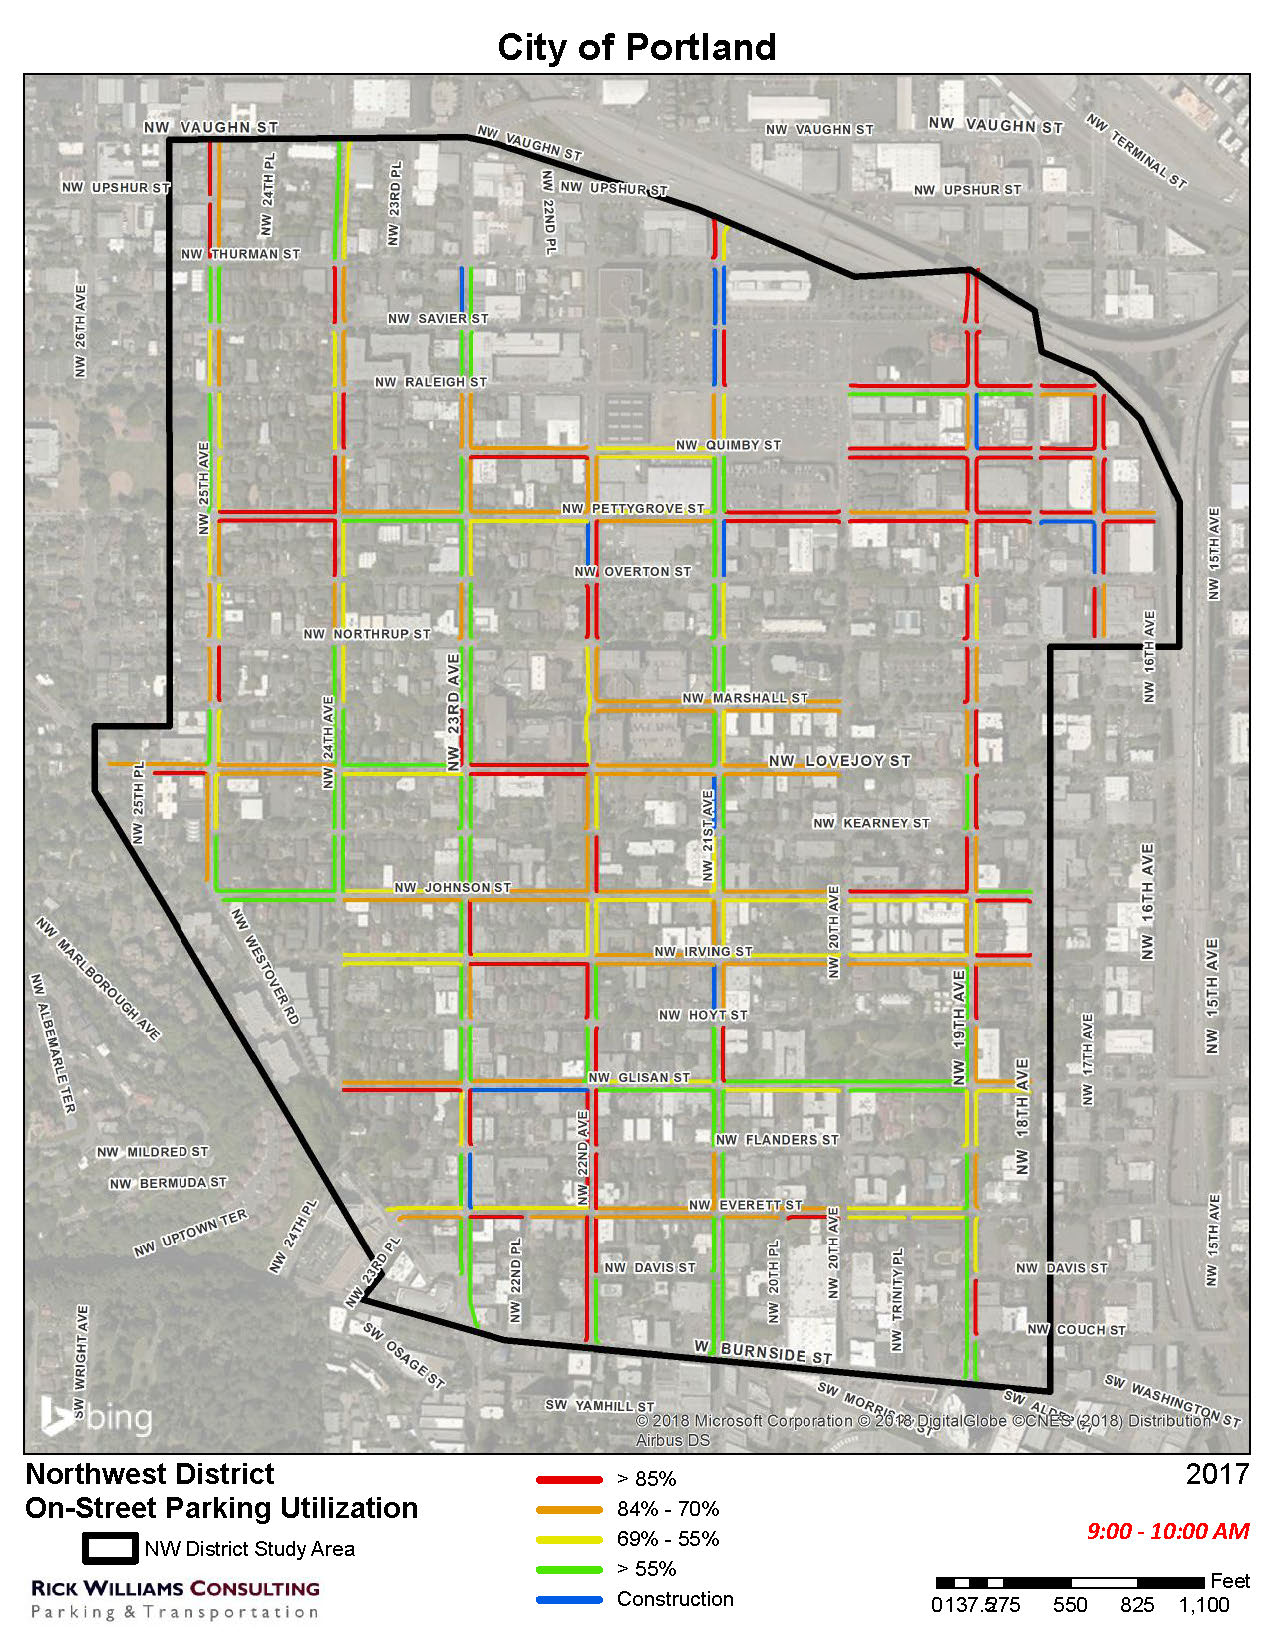 City of Portland
NW VAUGHN ST
NW VAUGHN ST
NW VAUGHN ST
NW VAUGHN ST
NW TERMINAL ST
NW UPSHUR ST
NW 24TH PL
NW 23RD PL
NW 22ND PL
NW UPSHUR ST
NW UPSHUR ST
NW THURMAN ST
NW 26TH AVE
NW SAVIER ST
NW RALEIGH ST
NW QUIMBY ST
NW 25TH AVE
NW PETTYGROVE ST
NW 15TH AVE
NW OVERTON ST
NW NORTHRUP ST
NW 16TH AVE
NW 23RD AVE
NW 24TH AVE
NW MARSHALL ST
NW LOVEJOY ST
NW 25TH PL
NW 21ST AVE
NW KEARNEY ST
NW JOHNSON ST
NW 20TH AVE
NW 16TH AVE
NW WESTOVER RD
NW MARLBOROUGH AVE
NW IRVING ST
NW ALBEMARLE TER
NW HOYT ST
NW 19TH AVE
NW 15TH AVE
NW 17TH AVE
NW GLISAN ST
NW 18TH AVE
NW 22ND AVE
NW FLANDERS ST
NW MILDRED ST
NW BERMUDA ST
NW UPTOWN TER
NW 24TH PL
NW EVERETT ST
NW 23RD PL
NW 22ND PL
NW DAVIS ST
NW 20TH PL
NW 20TH AVE
NW TRINITY PL
NW DAVIS ST
NW 15TH AVE
NW COUCH ST
SW WRIGHT AVE
SW OSAGE ST
W BURNSIDE ST
SW YAMHILL ST
SW MORRISON ST
SW ALDER CT
SW WASHINGTON ST
bing
© 2018 Microsoft Corporation © 2018 DigitalGlobe ©CNES (2018) Distribution
Airbus DS
Northwest District
On-Street Parking Utilization
NW District Study Area
RICK WILLIAMS CONSULTING
Parking & Transportation
> 85%
84% - 70%
69% - 55%
> 55%
Construction
2017
9:00 - 10:00 AM
Feet
0 137.5 275 550 825 1,100